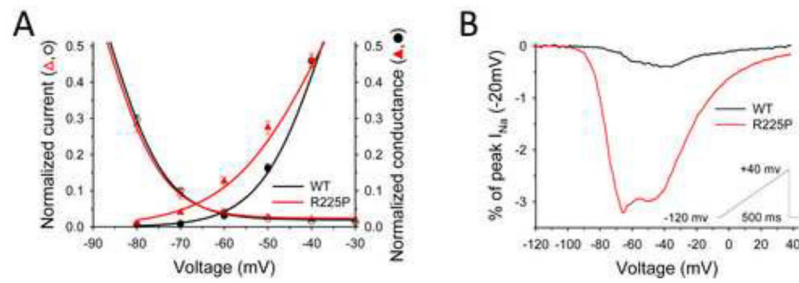 A
Normalized current (△,○)
0.5
0.4
0.3
0.2
0.1
0.0
-90 -80 -70 -60 -50 -40 -30
Voltage (mV)
WT
R225P
0.5
0.4
0.3
0.2
0.1
0.0
Normalized conductance (▲,●)
B
% of peak INa (-20mV)
0
-1
-2
-3
-120 -100 -80 -60 -40 -20 0 20 40
Voltage (mV)
WT
R225P
+40 mv
-120 mv
500 ms